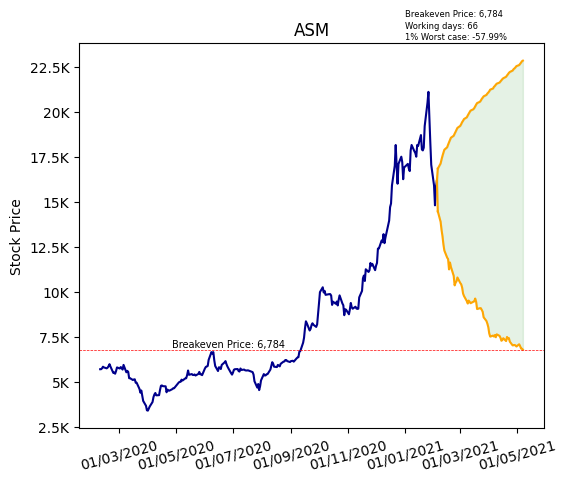 Breakeven Price: 6,784
Working days: 66
1% Worst case: -57.99%
ASM
Stock Price
22.5K
20K
17.5K
15K
12.5K
10K
7.5K
5K
2.5K
Breakeven Price: 6,784
01/03/2020
01/05/2020
01/07/2020
01/09/2020
01/11/2020
01/01/2021
01/03/2021
01/05/2021